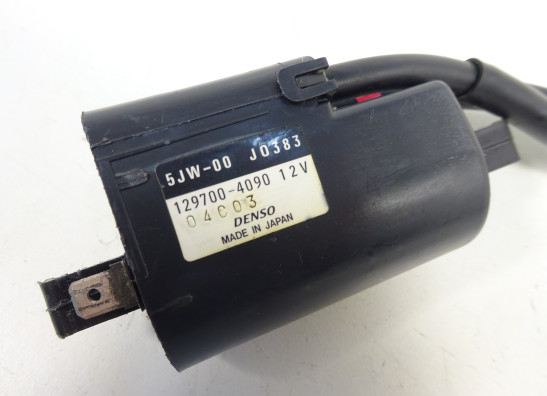 5JW-00 J0383
129700-4090 12V
04C03
DENSO
MADE IN JAPAN